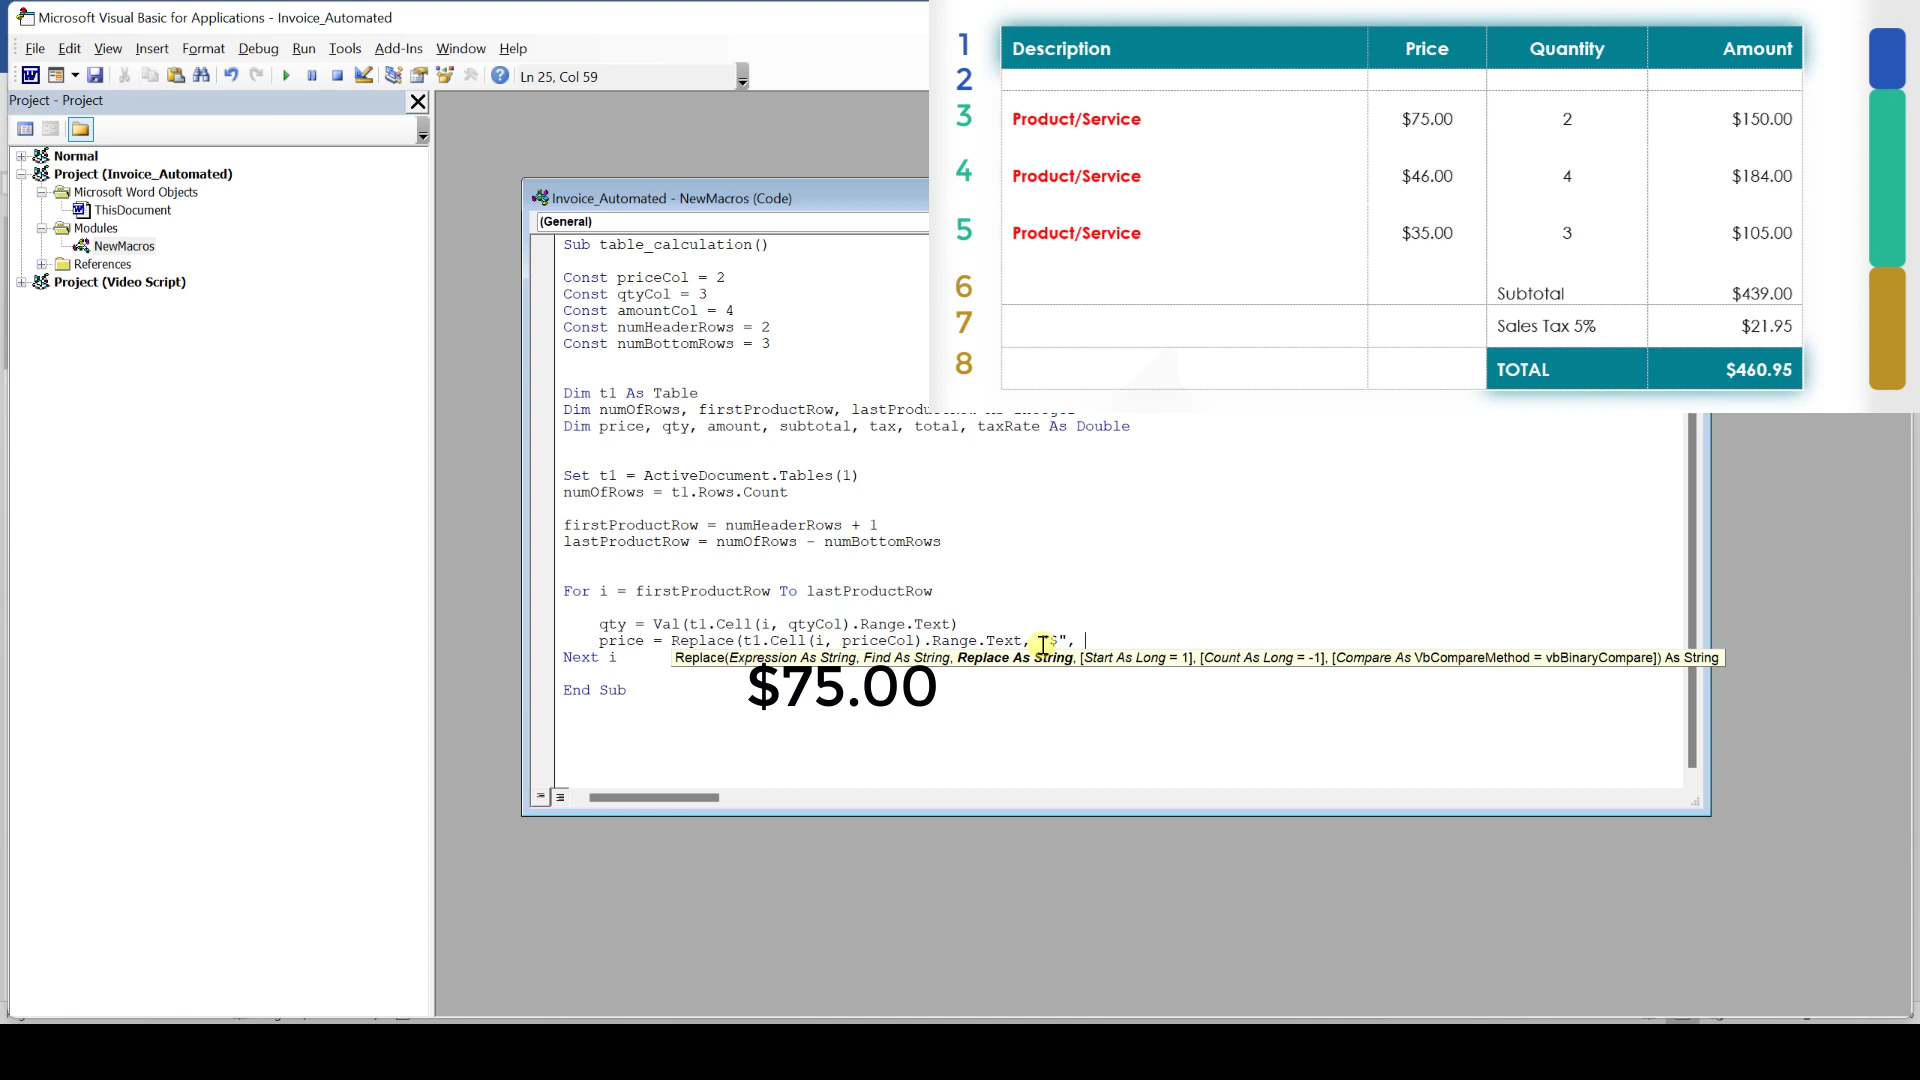 Microsoft Visual Basic for Applications - Invoice_Automated
File Edit View Insert Format Debug Run Tools Add-Ins Window Help
Ln 25, Col 59
Project - Project
Normal
Project (Invoice_Automated)
Microsoft Word Objects
ThisDocument
Modules
NewMacros
References
Project (Video Script)
Invoice_Automated - NewMacros (Code)
(General)
Sub table_calculation()
Const priceCol = 2
Const qtyCol = 3
Const amountCol = 4
Const numHeaderRows = 2
Const numBottomRows = 3
Dim t1 As Table
Dim numOfRows, firstProductRow, lastProductRow As Integer
Dim price, qty, amount, subtotal, tax, total, taxRate As Double
Set t1 = ActiveDocument.Tables(1)
numOfRows = t1.Rows.Count
firstProductRow = numHeaderRows + 1
lastProductRow = numOfRows - numBottomRows
For i = firstProductRow To lastProductRow
qty = Val(t1.Cell(i, qtyCol).Range.Text)
price = Replace(t1.Cell(i, priceCol).Range.Text, "$",
Next i
Replace(Expression As String, Find As String, Replace As String, [Start As Long = 1], [Count As Long = -1], [Compare As VbCompareMethod = vbBinaryCompare]) As String
End Sub
$75.00
1 Description Price Quantity Amount
2
3 Product/Service $75.00 2 $150.00
4 Product/Service $46.00 4 $184.00
5 Product/Service $35.00 3 $105.00
6 Subtotal $439.00
7 Sales Tax 5% $21.95
8 TOTAL $460.95